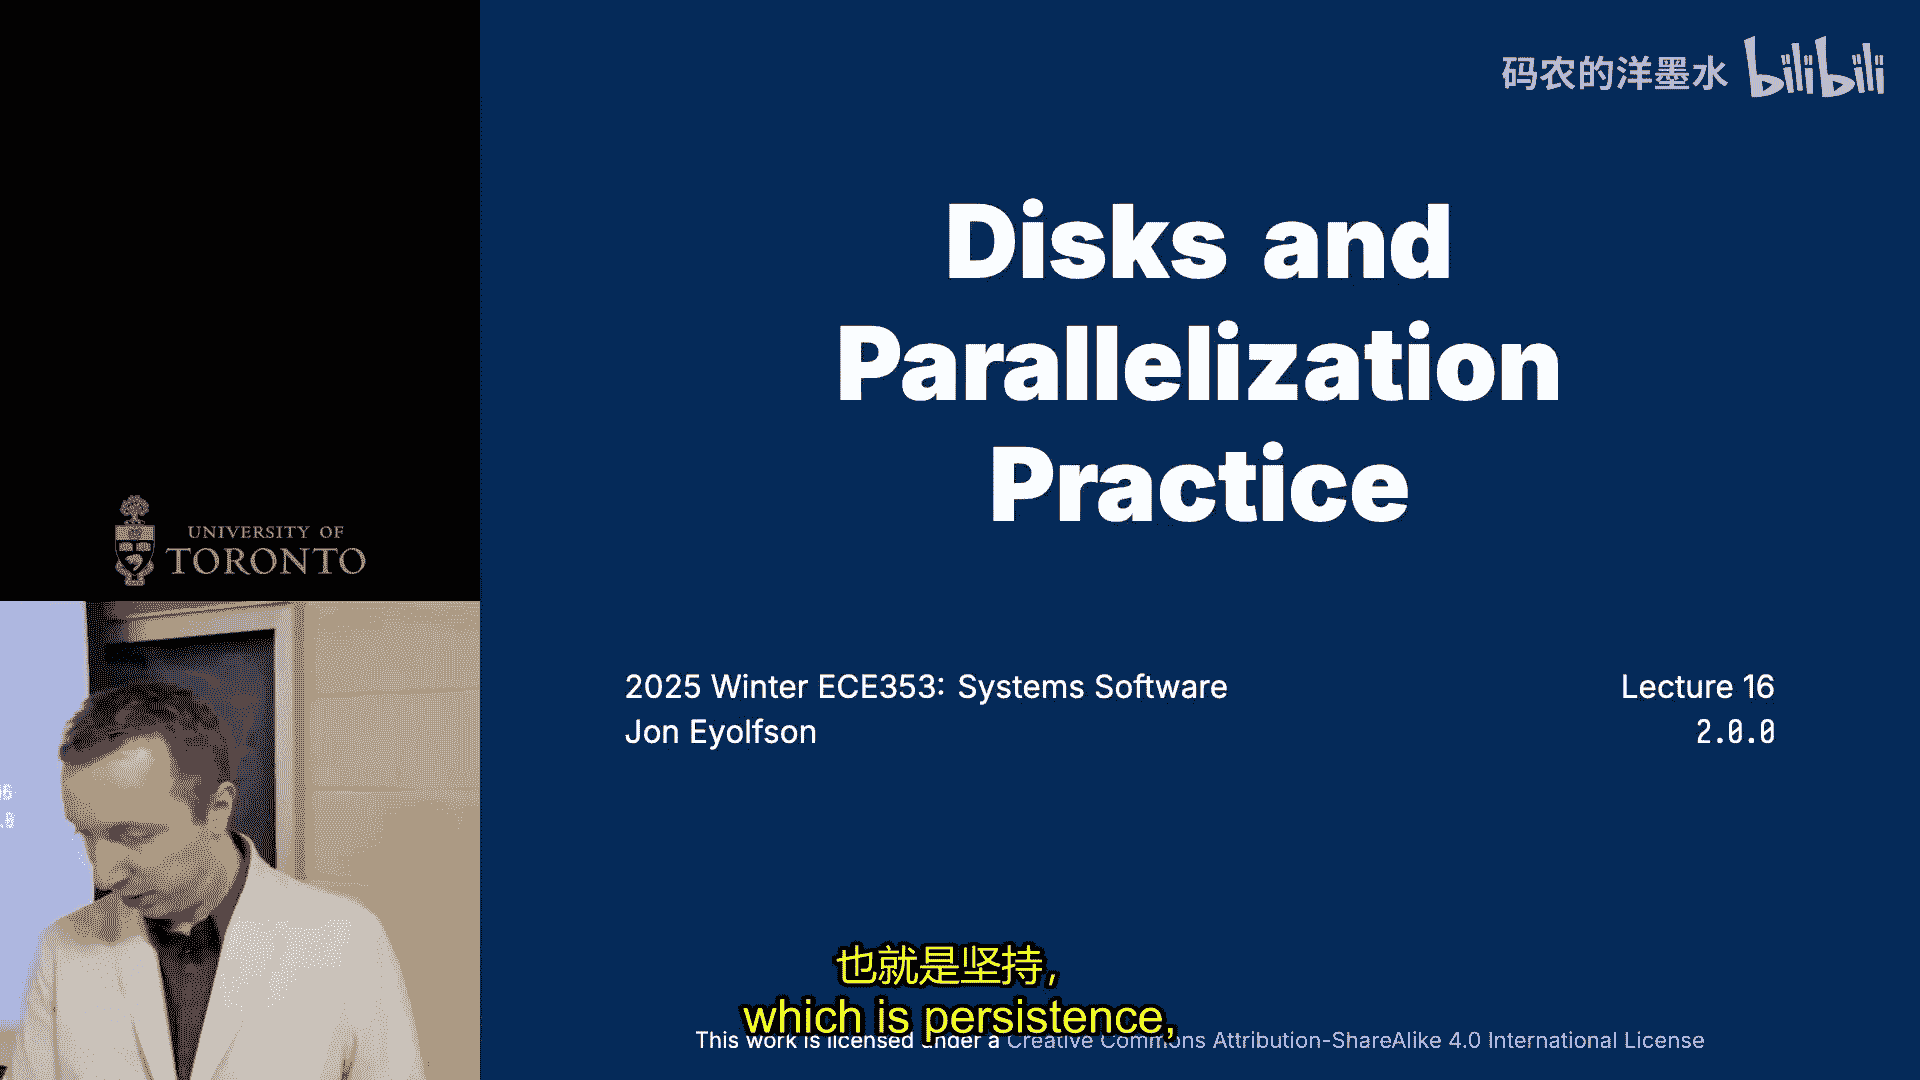 码农的洋墨水 bilibili
Disks and
Parallelization
Practice
UNIVERSITY OF
TORONTO
2025 Winter ECE353: Systems Software
Lecture 16
Jon Eyolfson
2.0.0
也就是坚持，
which is persistence,
This work is licensed under a Creative Commons Attribution-ShareAlike 4.0 International License